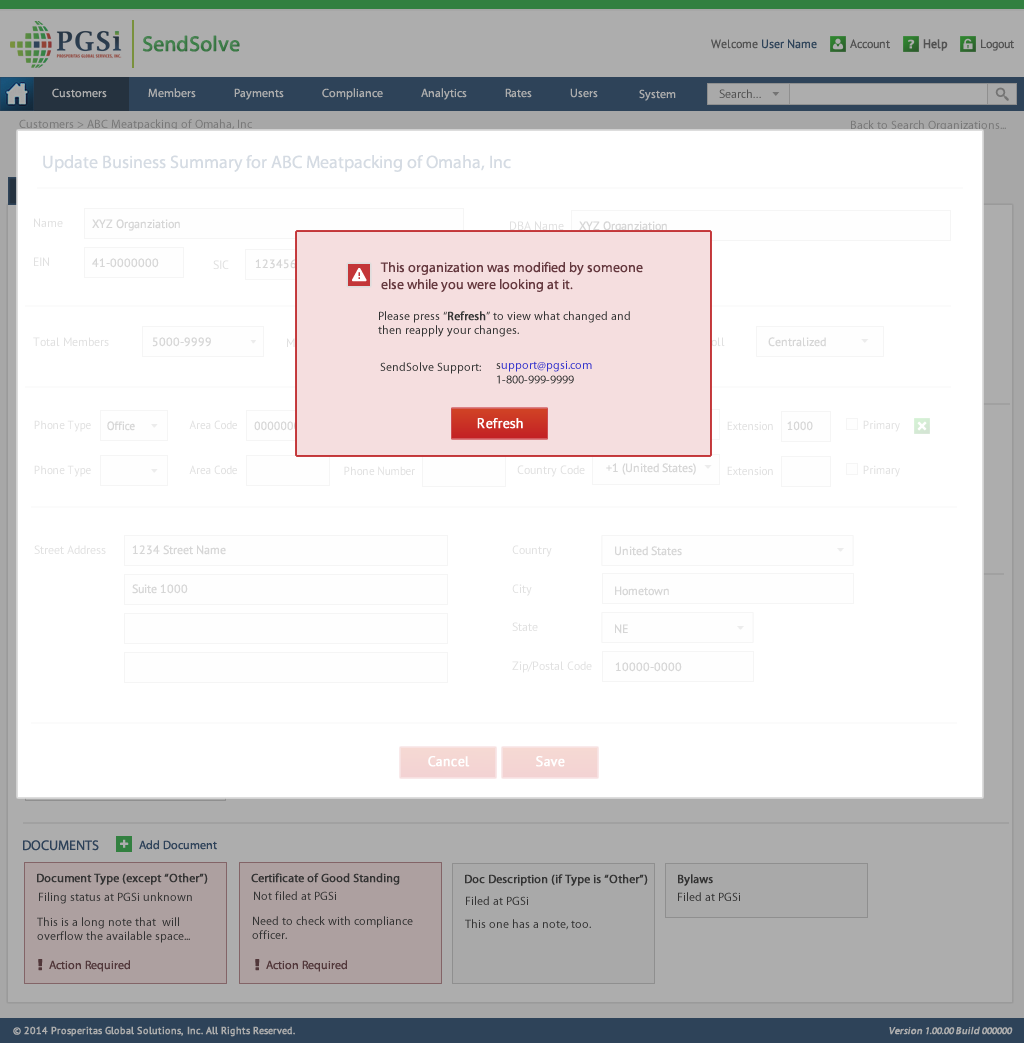 PGSi
PROSPERITAS GLOBAL SERVICES, INC.
SendSolve
Welcome User Name
Account
? Help
Logout
Customers
Members
Payments
Compliance
Analytics
Rates
Users
System
Search...
Customers > ABC Meatpacking of Omaha, Inc
Back to Search Organizations...
Update Business Summary for ABC Meatpacking of Omaha, Inc
Name
XYZ Organziation
DBA Name
XYZ Organziation
EIN
41-0000000
SIC
123456
This organization was modified by someone
else while you were looking at it.
Please press “Refresh” to view what changed and
then reapply your changes.
SendSolve Support:
support@pgsi.com
1-800-999-9999
Refresh
Total Members
5000-9999
M
oll
Centralized
Phone Type
Office
Area Code
000000
Extension
1000
Primary
Phone Type
Area Code
Phone Number
Country Code
+1 (United States)
Extension
Primary
Street Address
1234 Street Name
Country
United States
Suite 1000
City
Hometown
State
NE
Zip/Postal Code
10000-0000
Cancel
Save
DOCUMENTS
Add Document
Document Type (except “Other”)
Filing status at PGSi unknown
This is a long note that  will
overflow the available space...
! Action Required
Certificate of Good Standing
Not filed at PGSi
Need to check with compliance
officer.
! Action Required
Doc Description (if Type is “Other”)
Filed at PGSi
This one has a note, too.
Bylaws
Filed at PGSi
© 2014 Prosperitas Global Solutions, Inc. All Rights Reserved.
Version 1.00.00 Build 000000